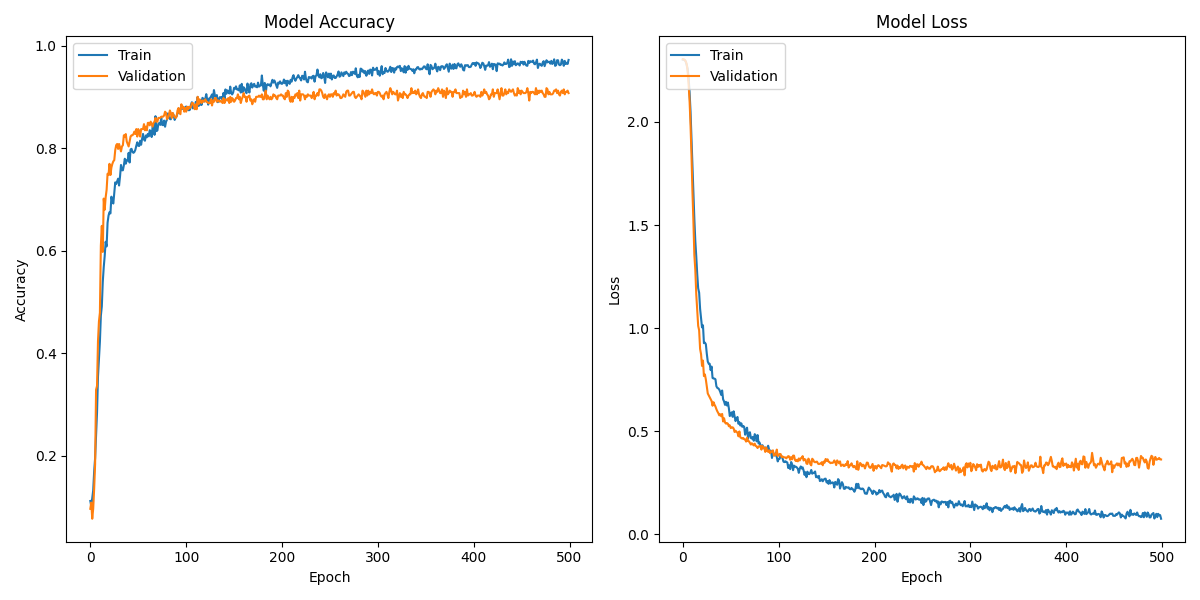 Model Accuracy
Train
Validation
1.0
0.8
0.6
0.4
0.2
Accuracy
0 100 200 300 400 500
Epoch
Model Loss
Train
Validation
2.0
1.5
1.0
0.5
0.0
Loss
0 100 200 300 400 500
Epoch